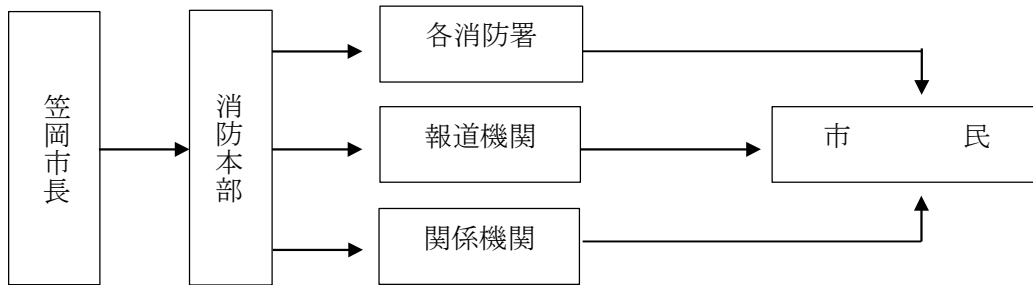 笠岡市長
消防本部
各消防署
報道機関
関係機関
市　　　民